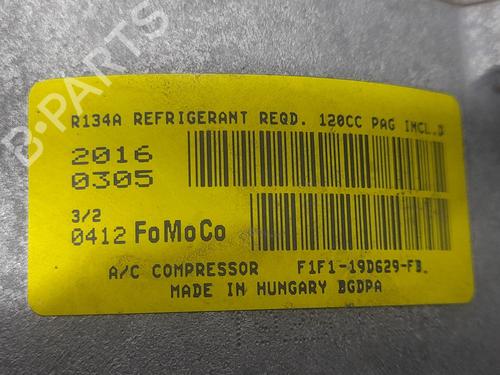 R134A REFRIGERANT REQD. 120CC PAG INCL.D
2016
0305
3/2
0412 FoMoCo
A/C COMPRESSOR F1F1-19D629-FB.
MADE IN HUNGARY BGDPA
B-PARTS